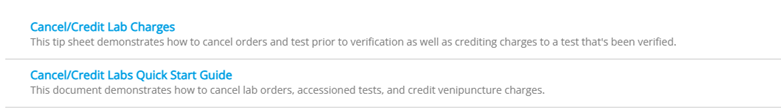 Cancel/Credit Lab Charges
This tip sheet demonstrates how to cancel orders and test prior to verification as well as crediting charges to a test that's been verified.
Cancel/Credit Labs Quick Start Guide
This document demonstrates how to cancel lab orders, accessioned tests, and credit venipuncture charges.